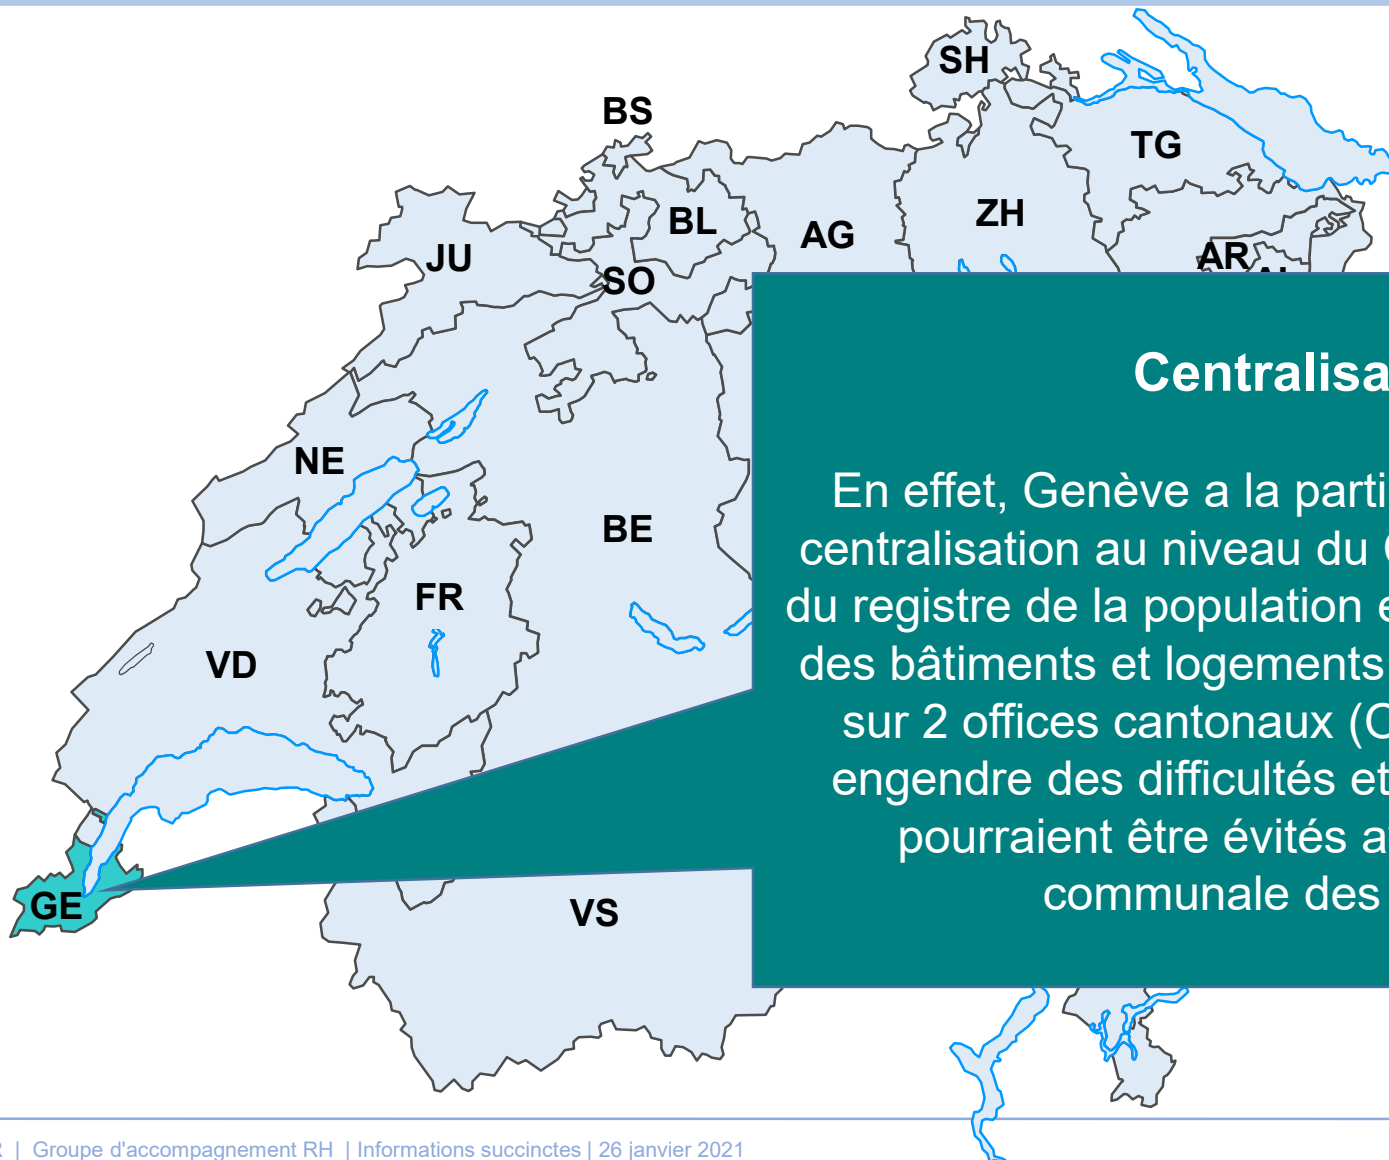 SH
BS
TG
BL
ZH
AG
JU
AR
SO
Centralisa
NE
En effet, Genève a la parti
BE
centralisation au niveau du
FR
du registre de la population e
VD
des bâtiments et logements
sur 2 offices cantonaux (
engendre des difficultés et
pourraient être évités a
GE
VS
communale des
| Groupe d'accompagnement RH | Informations succinctes | 26 janvier 2021